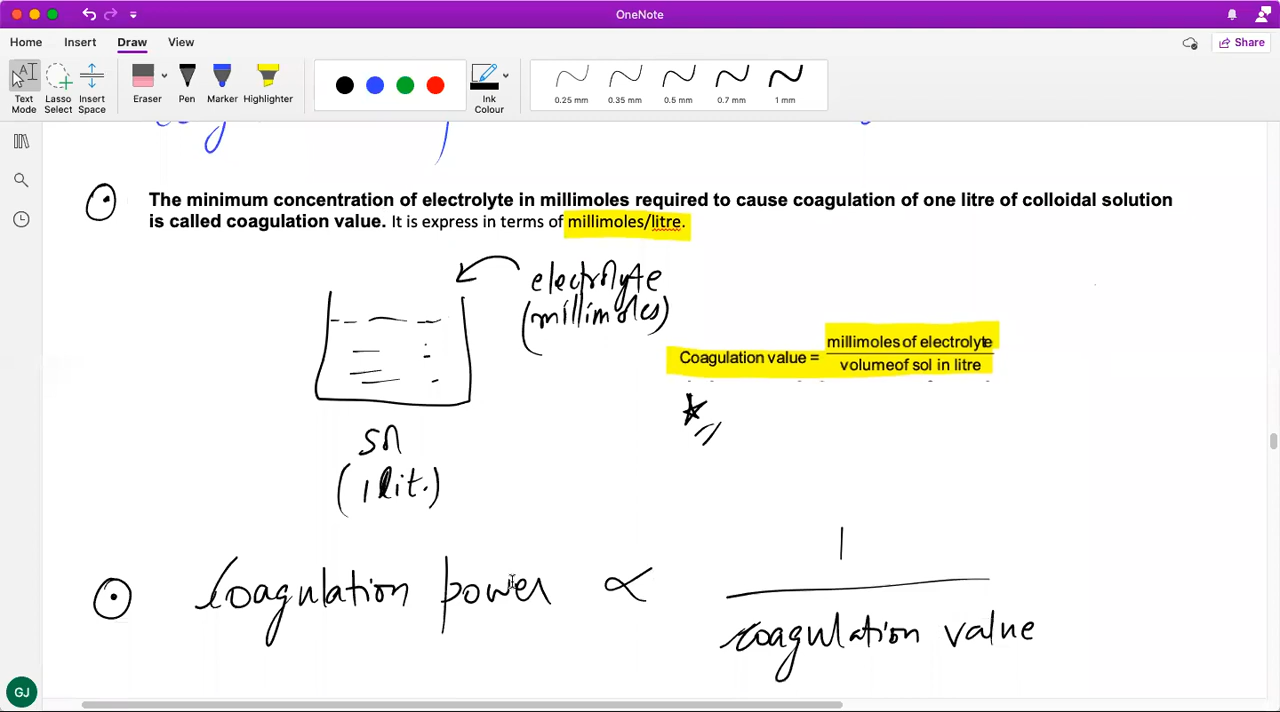 OneNote
Home Insert Draw View
Share
Text Mode
Lasso Select
Insert Space
Eraser
Pen
Marker
Highlighter
Ink Colour
0.25 mm
0.35 mm
0.5 mm
0.7 mm
1 mm
The minimum concentration of electrolyte in millimoles required to cause coagulation of one litre of colloidal solution
is called coagulation value. It is express in terms of millimoles/litre.
electrolyte
(millimoles)
Coagulation value = millimoles of electrolyte
volumeof sol in litre
sol
(1 lit.)
Coagulation power ∝ 1
coagulation value
GJ